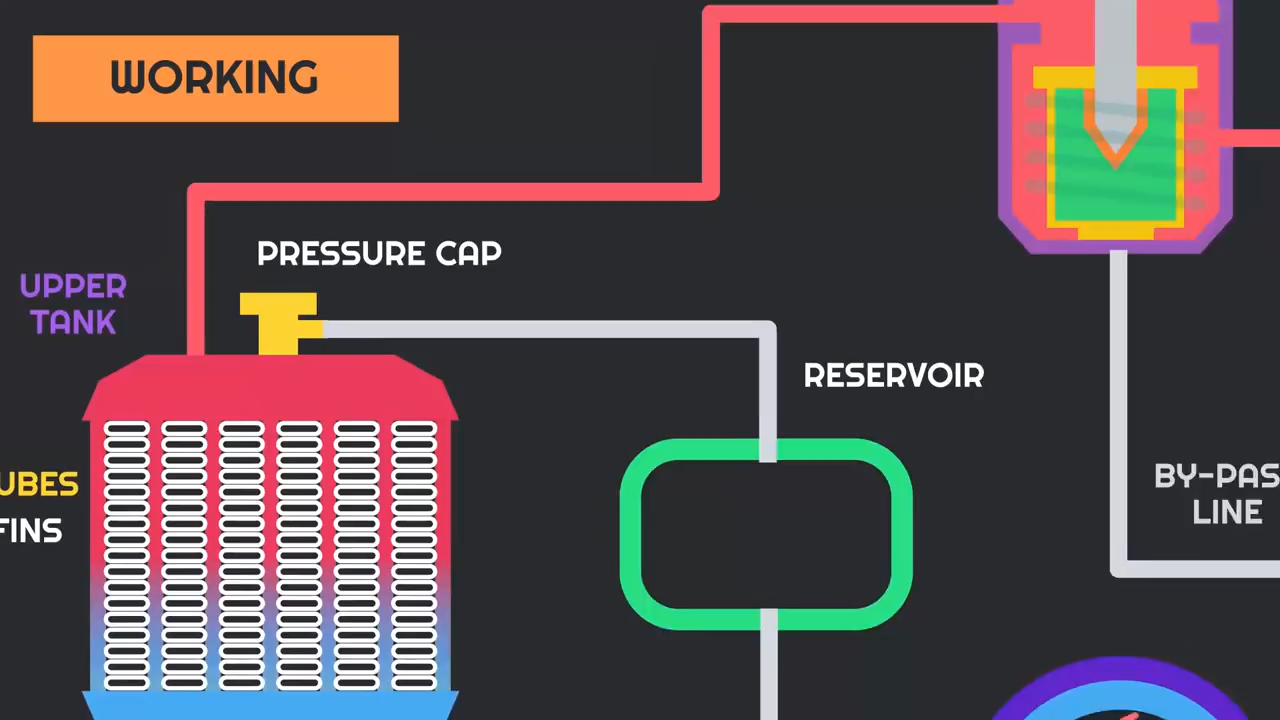 WORKING
PRESSURE CAP
UPPER
TANK
RESERVOIR
UBES
FINS
BY-PAS
LINE